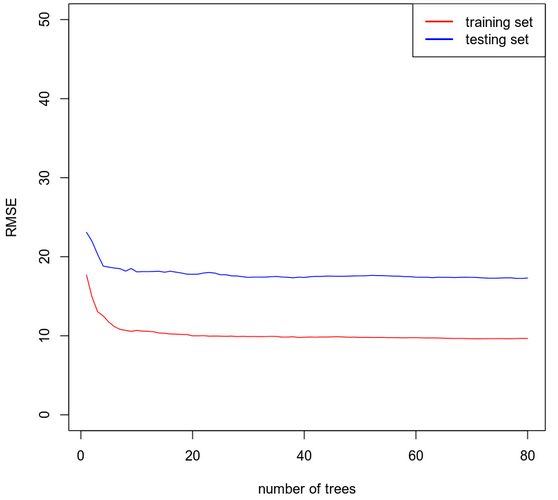 training set
testing set
50
40
30
20
10
0
RMSE
0 20 40 60 80
number of trees